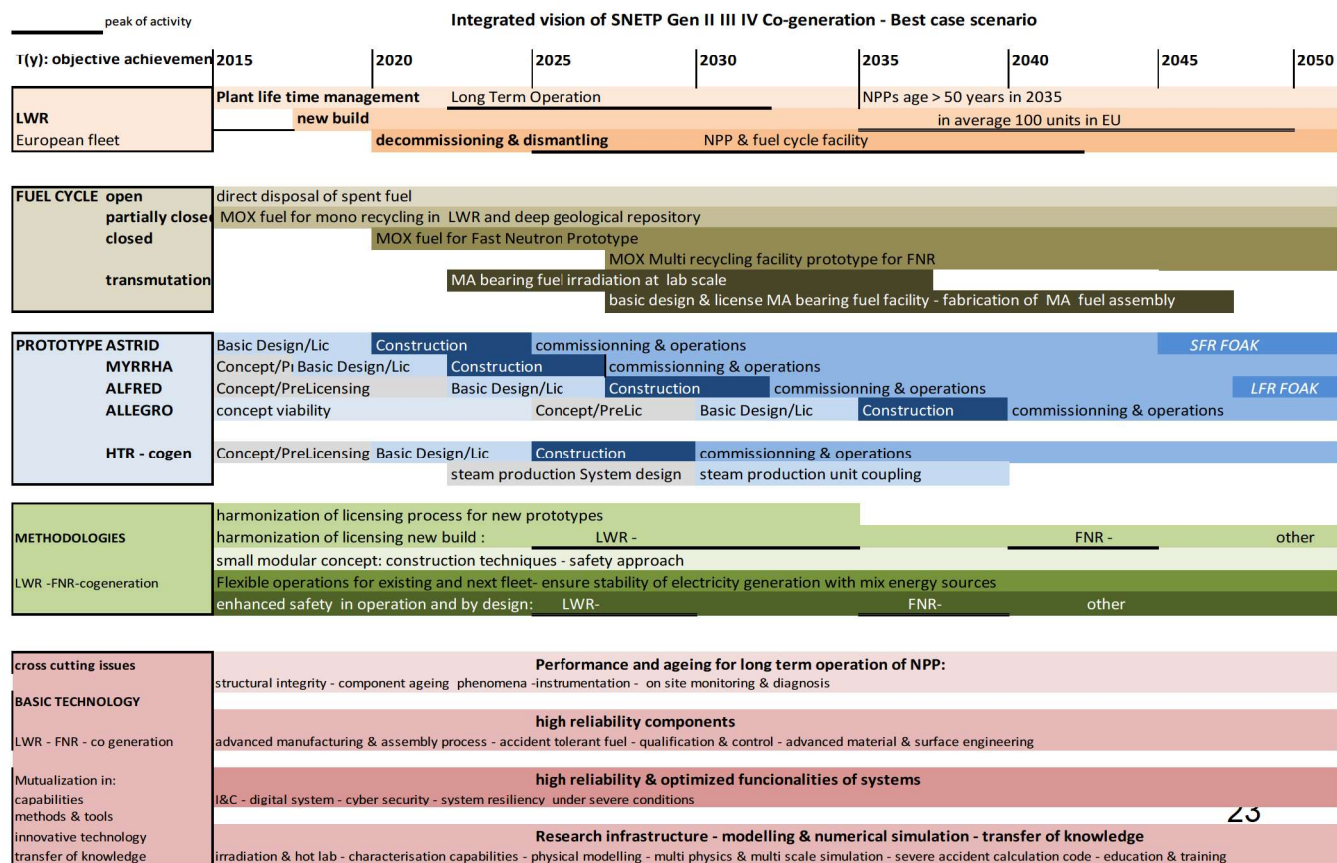 peak of activity
Integrated vision of SNETP Gen II III IV Co-generation - Best case scenario
T(y): objective achievemen 2015 2020 2025 2030 2035 2040 2045 2050
Plant life time management Long Term Operation NPPs age > 50 years in 2035
LWR new build in average 100 units in EU
European fleet decommissioning & dismantling NPP & fuel cycle facility
FUEL CYCLE open direct disposal of spent fuel
partially closed MOX fuel for mono recycling in LWR and deep geological repository
closed MOX fuel for Fast Neutron Prototype
MOX Multi recycling facility prototype for FNR
transmutation MA bearing fuel irradiation at lab scale
basic design & license MA bearing fuel facility - fabrication of MA fuel assembly
PROTOTYPE ASTRID Basic Design/Lic Construction commissionning & operations SFR FOAK
MYRRHA Concept/Pr Basic Design/Lic Construction commissionning & operations
ALFRED Concept/PreLicensing Basic Design/Lic Construction commissionning & operations LFR FOAK
ALLEGRO concept viability Concept/PreLic Basic Design/Lic Construction commissionning & operations
HTR - cogen Concept/PreLicensing Basic Design/Lic Construction commissionning & operations
steam production System design steam production unit coupling
harmonization of licensing process for new prototypes
METHODOLOGIES harmonization of licensing new build : LWR - FNR - other
small modular concept: construction techniques - safety approach
LWR -FNR-cogeneration Flexible operations for existing and next fleet- ensure stability of electricity generation with mix energy sources
enhanced safety in operation and by design: LWR- FNR- other
cross cutting issues Performance and ageing for long term operation of NPP:
structural integrity - component ageing phenomena -instrumentation - on site monitoring & diagnosis
BASIC TECHNOLOGY
high reliability components
LWR - FNR - co generation advanced manufacturing & assembly process - accident tolerant fuel - qualification & control - advanced material & surface engineering
Mutualization in: high reliability & optimized funcionalities of systems
capabilities I&C - digital system - cyber security - system resiliency under severe conditions
methods & tools 23
innovative technology Research infrastructure - modelling & numerical simulation - transfer of knowledge
transfer of knowledge irradiation & hot lab - characterisation capabilities - physical modelling - multi physics & multi scale simulation - severe accident calculation code - education & training